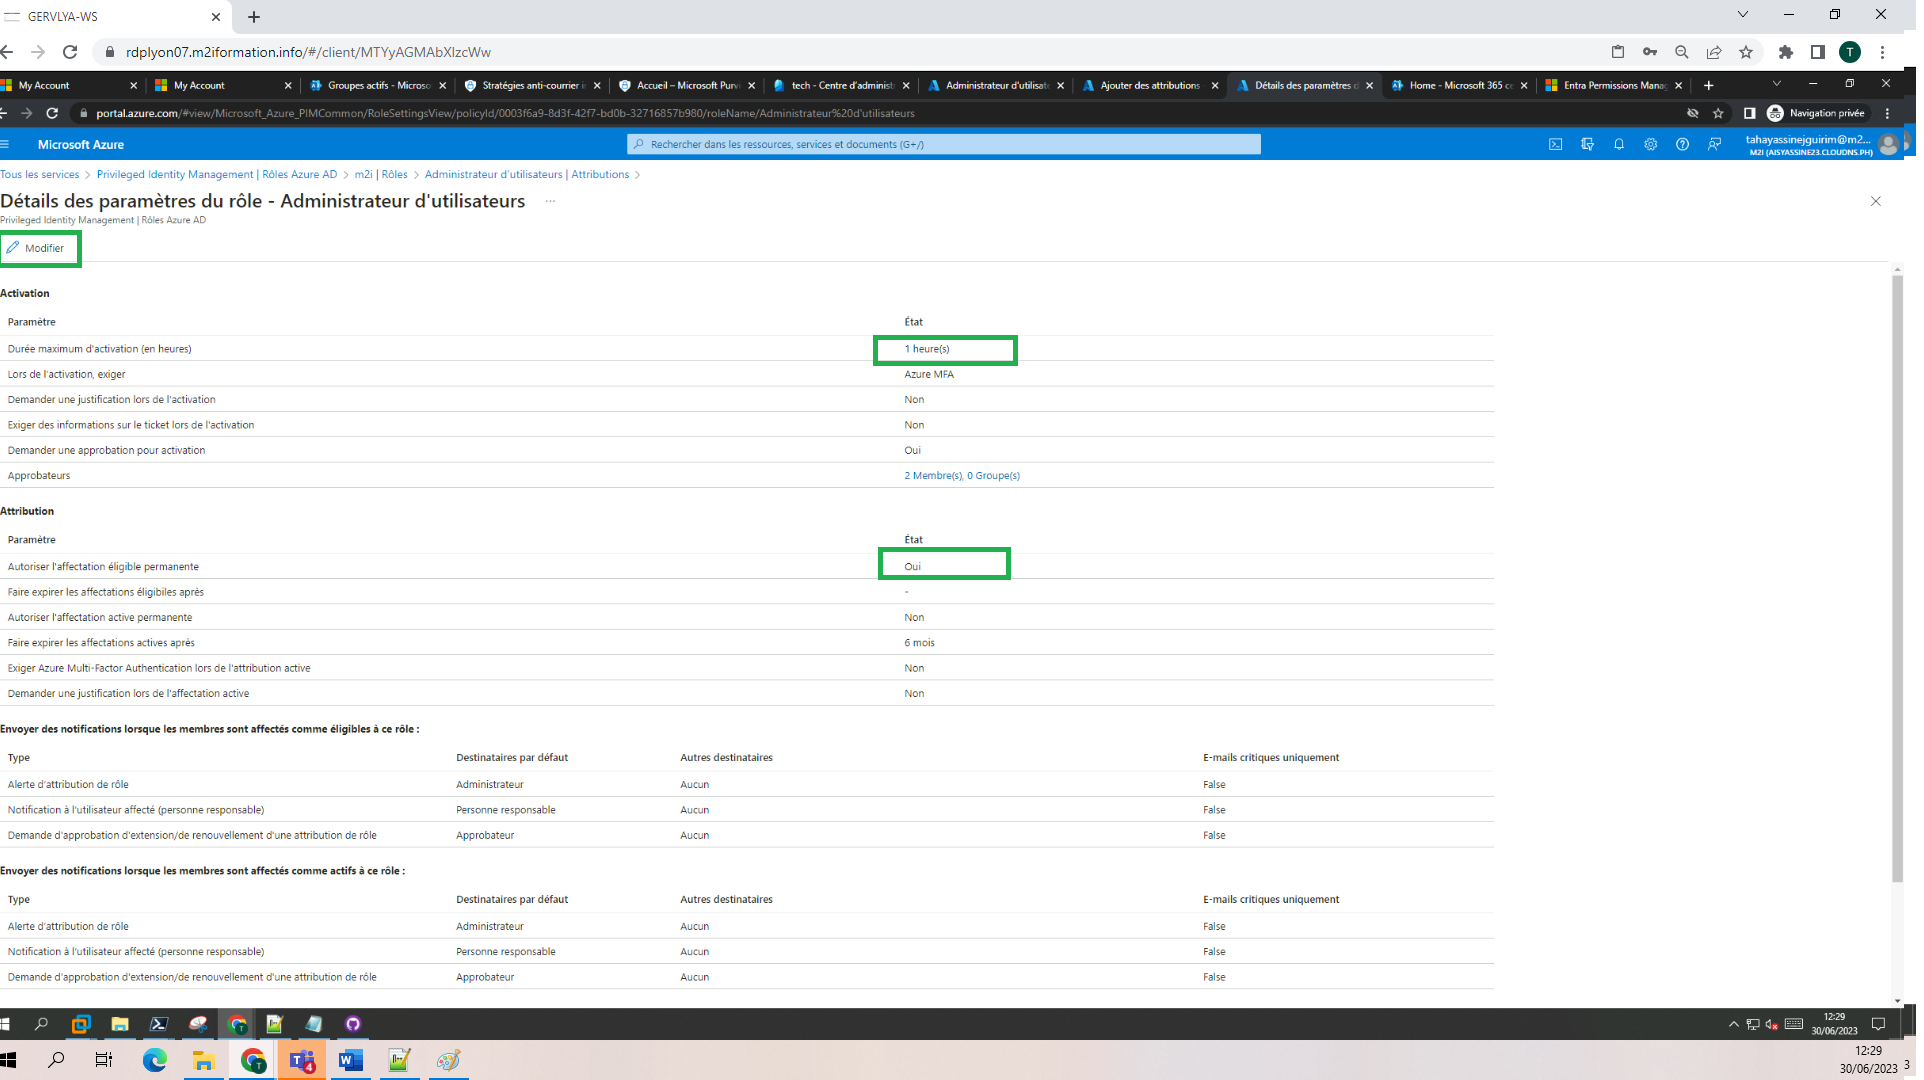 GERVLYA-WS
rdplyon07.m2iformation.info/#/client/MTYyAGMAbXlzcWw
T
My Account
My Account
Groupes actifs - Microso
Stratégies anti-courrier i
Accueil – Microsoft Purvi
tech - Centre d'administ
Administrateur d'utilisate
Ajouter des attributions
Détails des paramètres d
Home - Microsoft 365 ce
Entra Permissions Manag
portal.azure.com/#view/Microsoft_Azure_PIMCommon/RoleSettingsView/policyId/0003f6a9-8d3f-42f7-bd0b-32716857b980/roleName/Administrateur%20d'utilisateurs
Navigation privée
Microsoft Azure
Rechercher dans les ressources, services et documents (G+/)
tahayassinejguirim@m2...
M2I (AISYASSINE23.CLOUDNS.PH)
Tous les services > Privileged Identity Management | Rôles Azure AD > m2i | Rôles > Administrateur d'utilisateurs | Attributions >
Détails des paramètres du rôle - Administrateur d'utilisateurs ...
Privileged Identity Management | Rôles Azure AD
Modifier
Activation
Paramètre État
Durée maximum d'activation (en heures) 1 heure(s)
Lors de l'activation, exiger Azure MFA
Demander une justification lors de l'activation Non
Exiger des informations sur le ticket lors de l'activation Non
Demander une approbation pour activation Oui
Approbateurs 2 Membre(s), 0 Groupe(s)
Attribution
Paramètre État
Autoriser l'affectation éligible permanente Oui
Faire expirer les affectations éligibiles après -
Autoriser l'affectation active permanente Non
Faire expirer les affectations actives après 6 mois
Exiger Azure Multi-Factor Authentication lors de l'attribution active Non
Demander une justification lors de l'affectation active Non
Envoyer des notifications lorsque les membres sont affectés comme éligibles à ce rôle :
Type Destinataires par défaut Autres destinataires E-mails critiques uniquement
Alerte d'attribution de rôle Administrateur Aucun False
Notification à l'utilisateur affecté (personne responsable) Personne responsable Aucun False
Demande d'approbation d'extension/de renouvellement d'une attribution de rôle Approbateur Aucun False
Envoyer des notifications lorsque les membres sont affectés comme actifs à ce rôle :
Type Destinataires par défaut Autres destinataires E-mails critiques uniquement
Alerte d'attribution de rôle Administrateur Aucun False
Notification à l'utilisateur affecté (personne responsable) Personne responsable Aucun False
Demande d'approbation d'extension/de renouvellement d'une attribution de rôle Approbateur Aucun False
12:29
30/06/2023
4
12:29
30/06/2023
3